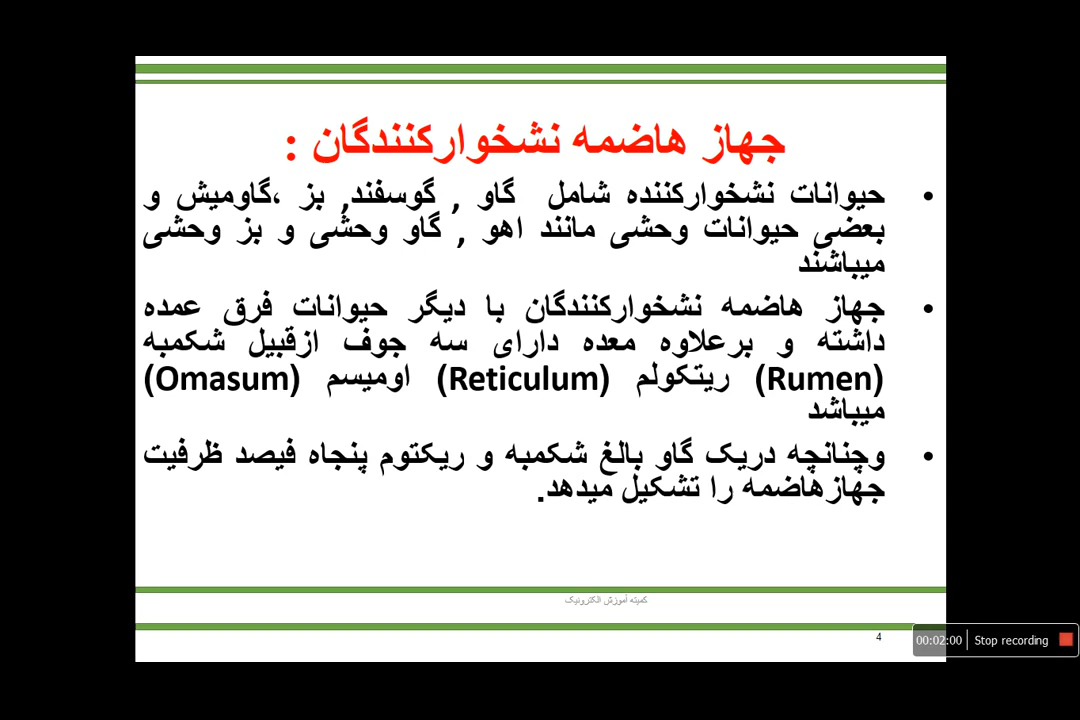 جهاز هاضمه نشخوارکنندگان :
• حیوانات نشخوارکننده شامل گاو , گوسفند, بز ،گاومیش و
بعضی حیوانات وحشی مانند اهو , گاو وحشی و بز وحشی
میباشند
• جهاز هاضمه نشخوارکنندگان با دیگر حیوانات فرق عمده
داشته و برعلاوه معده دارای سه جوف ازقبیل شکمبه
(Rumen) ریتکولم (Reticulum) اومیسم (Omasum)
میباشد
• وچنانچه دریک گاو بالغ شکمبه و ریکتوم پنجاه فیصد ظرفیت
جهازهاضمه را تشکیل میدهد.
کمیته آموزش الکترونیک
4
00:02:00 Stop recording